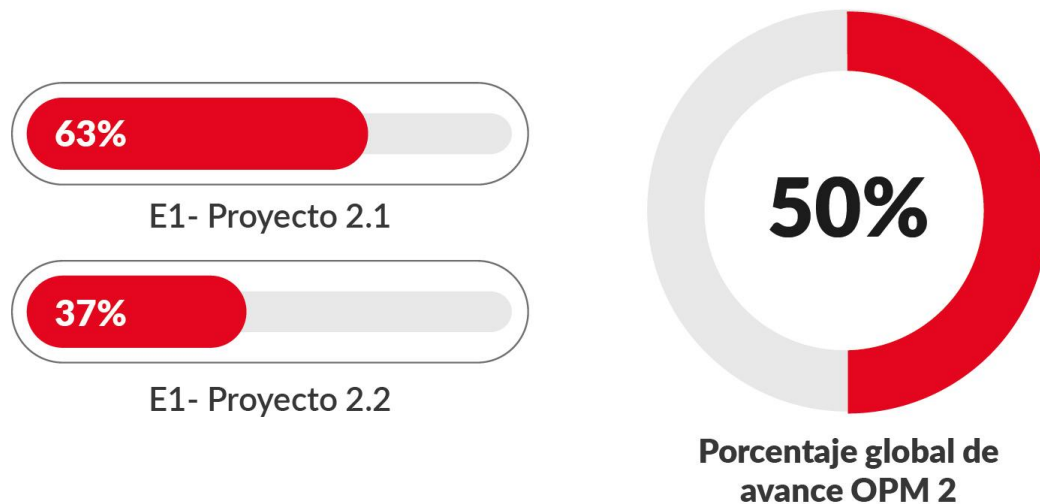 63%
E1- Proyecto 2.1
37%
E1- Proyecto 2.2
50%
Porcentaje global de
avance OPM 2